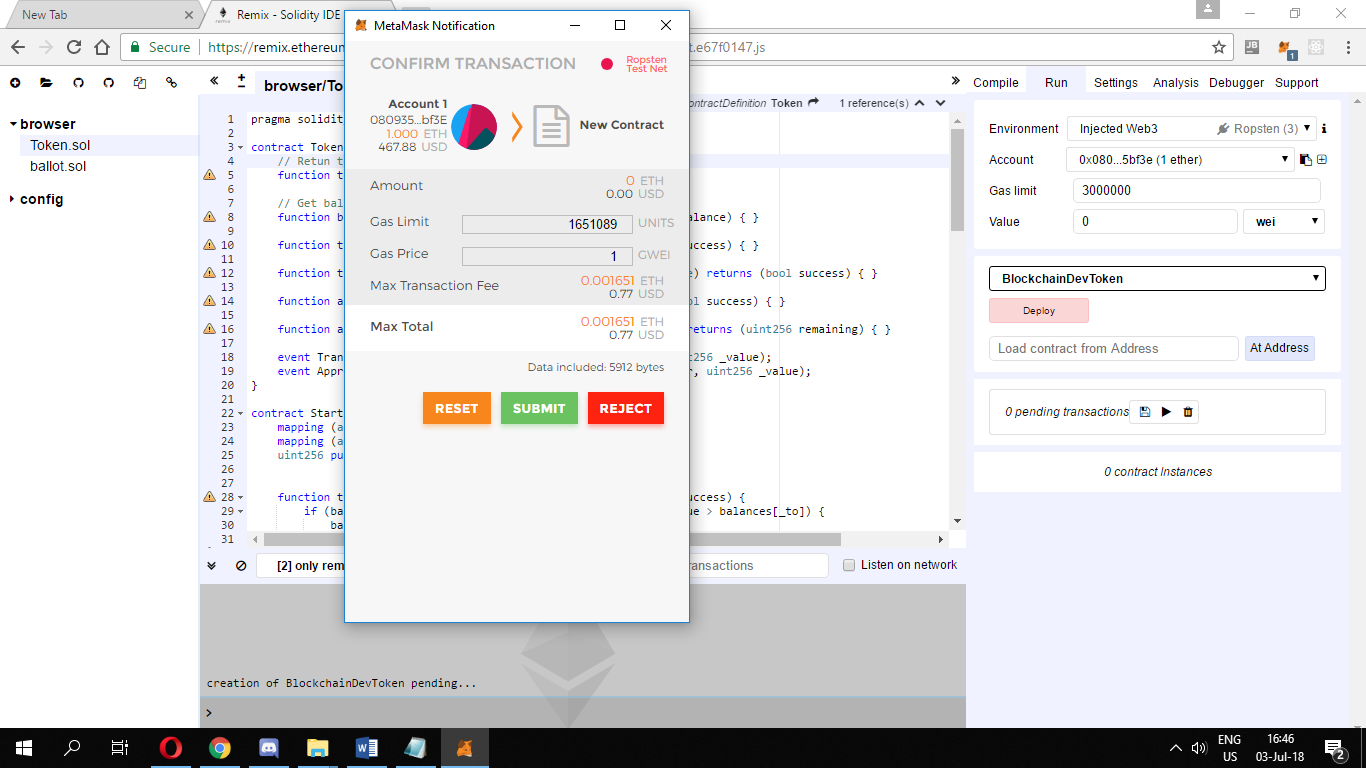 New Tab
Remix - Solidity IDE
MetaMask Notification
Secure
https://remix.ethereum
t.e67f0147.js
CONFIRM TRANSACTION
Ropsten
Test Net
Account 1
080935...bf3E
1.000 ETH
467.88 USD
New Contract
Amount
0 ETH
0.00 USD
Gas Limit
1651089
UNITS
Gas Price
1
GWEI
Max Transaction Fee
0.001651 ETH
0.77 USD
Max Total
0.001651 ETH
0.77 USD
Data included: 5912 bytes
RESET
SUBMIT
REJECT
browser
Token.sol
ballot.sol
config
browser/To
ontractDefinition Token
1 reference(s)
1 pragma solidit
2
3 contract Token
4 // Retun t
5 function t
6
7 // Get bal
8 function b alance) { }
9
10 function t success) { }
11
12 function t e) returns (bool success) { }
13
14 function a ol success) { }
15
16 function a returns (uint256 remaining) { }
17
18 event Tran t256 _value);
19 event Appr r, uint256 _value);
20 }
21
22 contract Start
23 mapping (a
24 mapping (a
25 uint256 pu
26
27
28 function t success) {
29 if (ba ue > balances[_to]) {
30 ba
31
[2] only rem
ansactions
Listen on network
creation of BlockchainDevToken pending...
>
Compile
Run
Settings
Analysis
Debugger
Support
Environment
Injected Web3
Ropsten (3)
Account
0x080...5bf3e (1 ether)
Gas limit
3000000
Value
0
wei
BlockchainDevToken
Deploy
Load contract from Address
At Address
0 pending transactions
0 contract Instances
JB
1
ENG
US
16:46
03-Jul-18
2